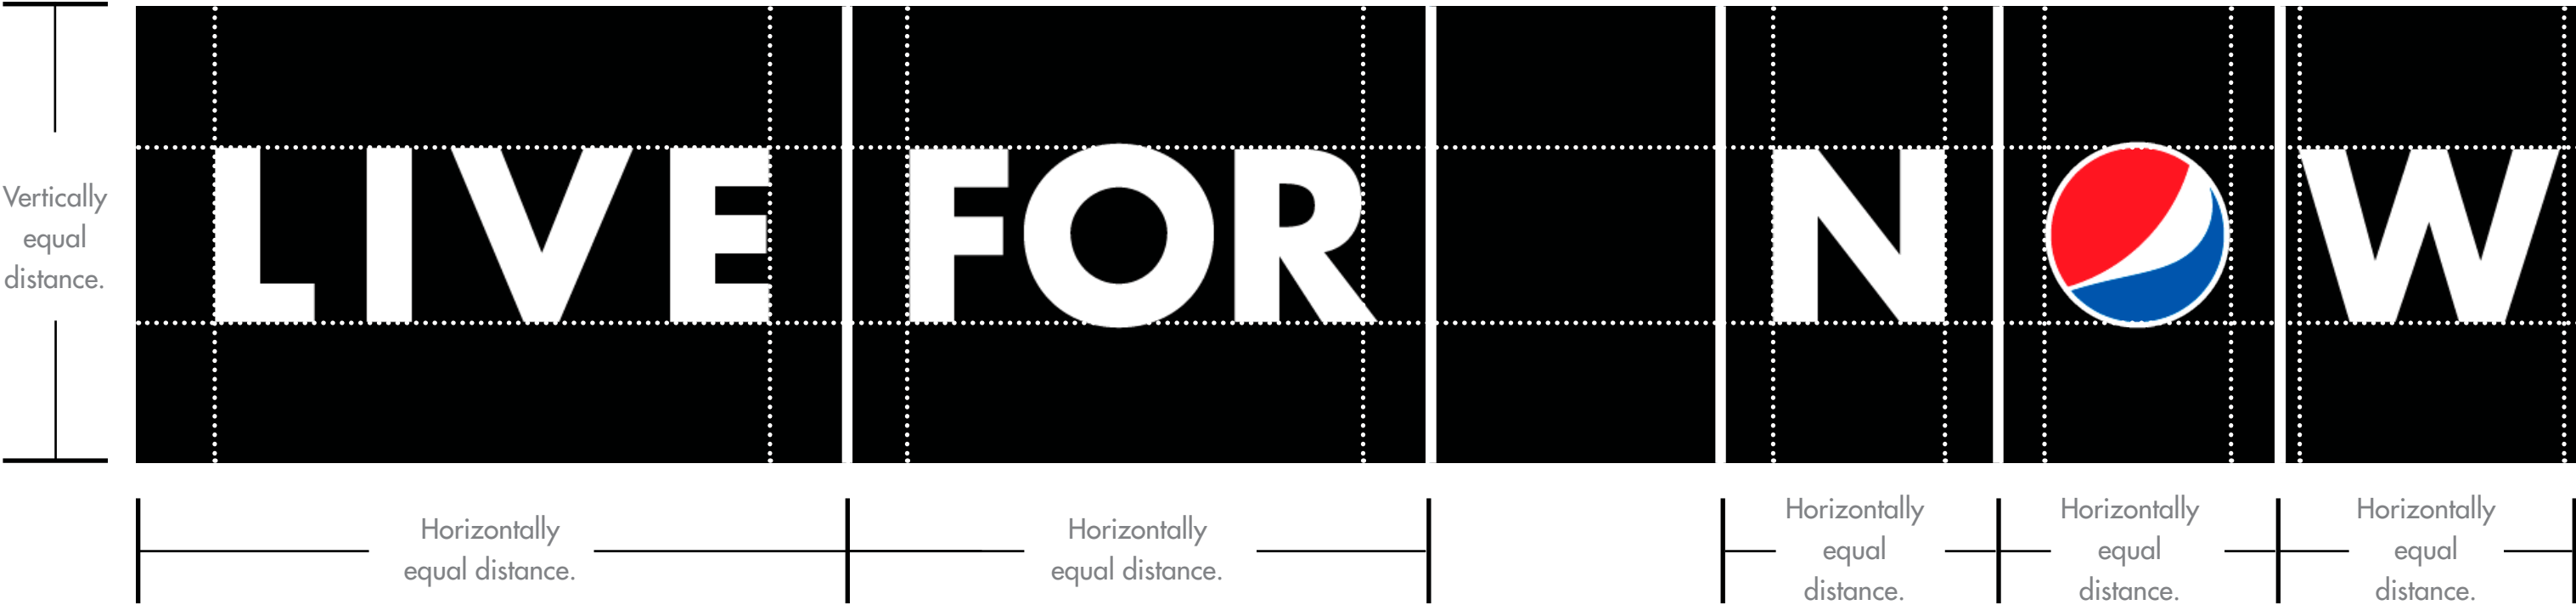 LIVE FOR NOW
Vertically
equal
distance.
Horizontally
equal distance.
Horizontally
equal distance.
Horizontally
equal
distance.
Horizontally
equal
distance.
Horizontally
equal
distance.